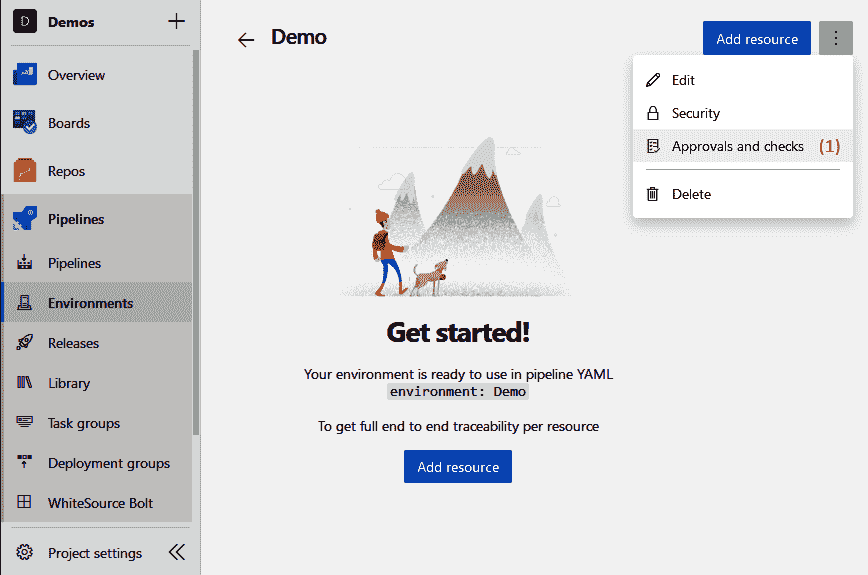 D Demos
Overview
Boards
Repos
Pipelines
Pipelines
Environments
Releases
Library
Task groups
Deployment groups
WhiteSource Bolt
Project settings
Demo
Add resource
Edit
Security
Approvals and checks (1)
Delete
Get started!
Your environment is ready to use in pipeline YAML
environment: Demo
To get full end to end traceability per resource
Add resource